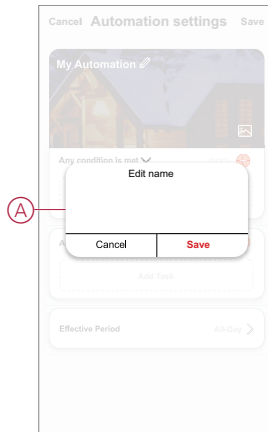 Cancel Automation settings Save
My Automation
Any condition is met
Edit name
A
Cancel Save
A
Add Task
Effective Period All-Day